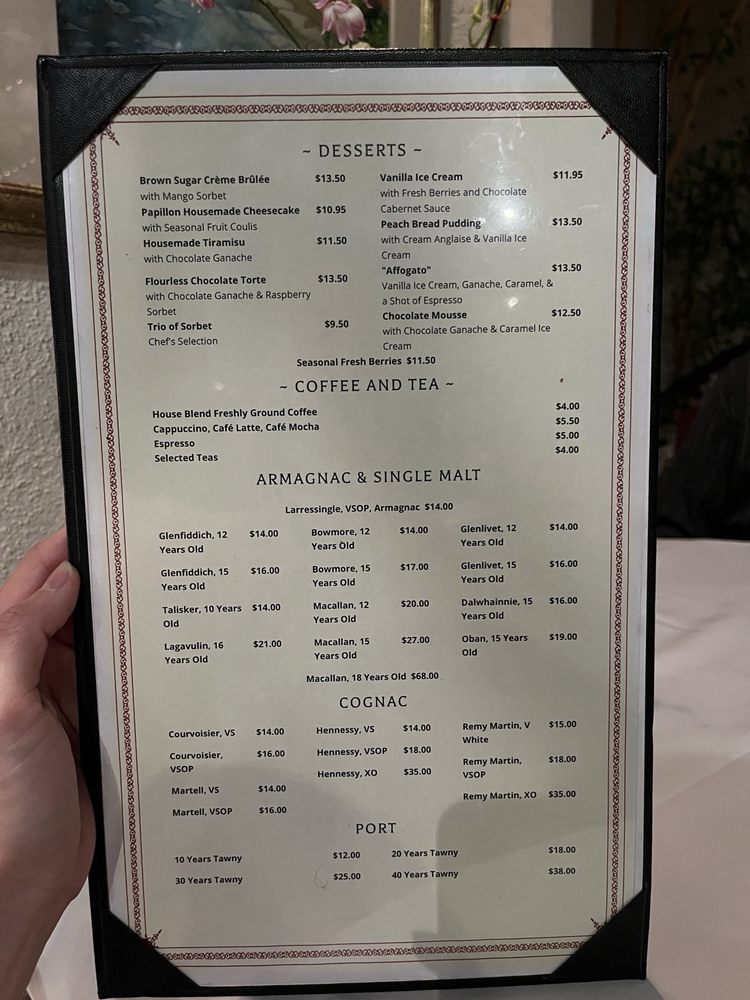 ~ DESSERTS ~
Brown Sugar Crème Brûlée $13.50
with Mango Sorbet
Papillon Housemade Cheesecake $10.95
with Seasonal Fruit Coulis
Housemade Tiramisu $11.50
with Chocolate Ganache
Flourless Chocolate Torte $13.50
with Chocolate Ganache & Raspberry
Sorbet
Trio of Sorbet $9.50
Chef's Selection
Vanilla Ice Cream $11.95
with Fresh Berries and Chocolate
Cabernet Sauce
Peach Bread Pudding $13.50
with Cream Anglaise & Vanilla Ice
Cream
"Affogato" $13.50
Vanilla Ice Cream, Ganache, Caramel, &
a Shot of Espresso
Chocolate Mousse $12.50
with Chocolate Ganache & Caramel Ice
Cream
Seasonal Fresh Berries $11.50
~ COFFEE AND TEA ~
House Blend Freshly Ground Coffee $4.00
Cappuccino, Café Latte, Café Mocha $5.50
Espresso $5.00
Selected Teas $4.00
ARMAGNAC & SINGLE MALT
Larressingle, VSOP, Armagnac $14.00
Glenfiddich, 12 $14.00
Years Old
Glenfiddich, 15 $16.00
Years Old
Talisker, 10 Years $14.00
Old
Lagavulin, 16 $21.00
Years Old
Bowmore, 12 $14.00
Years Old
Bowmore, 15 $17.00
Years Old
Macallan, 12 $20.00
Years Old
Macallan, 15 $27.00
Years Old
Glenlivet, 12 $14.00
Years Old
Glenlivet, 15 $16.00
Years Old
Dalwhainnie, 15 $16.00
Years Old
Oban, 15 Years $19.00
Old
Macallan, 18 Years Old $68.00
COGNAC
Courvoisier, VS $14.00
Courvoisier, $16.00
VSOP
Martell, VS $14.00
Martell, VSOP $16.00
Hennessy, VS $14.00
Hennessy, VSOP $18.00
Hennessy, XO $35.00
Remy Martin, V $15.00
White
Remy Martin, $18.00
VSOP
Remy Martin, XO $35.00
PORT
10 Years Tawny $12.00
30 Years Tawny $25.00
20 Years Tawny $18.00
40 Years Tawny $38.00